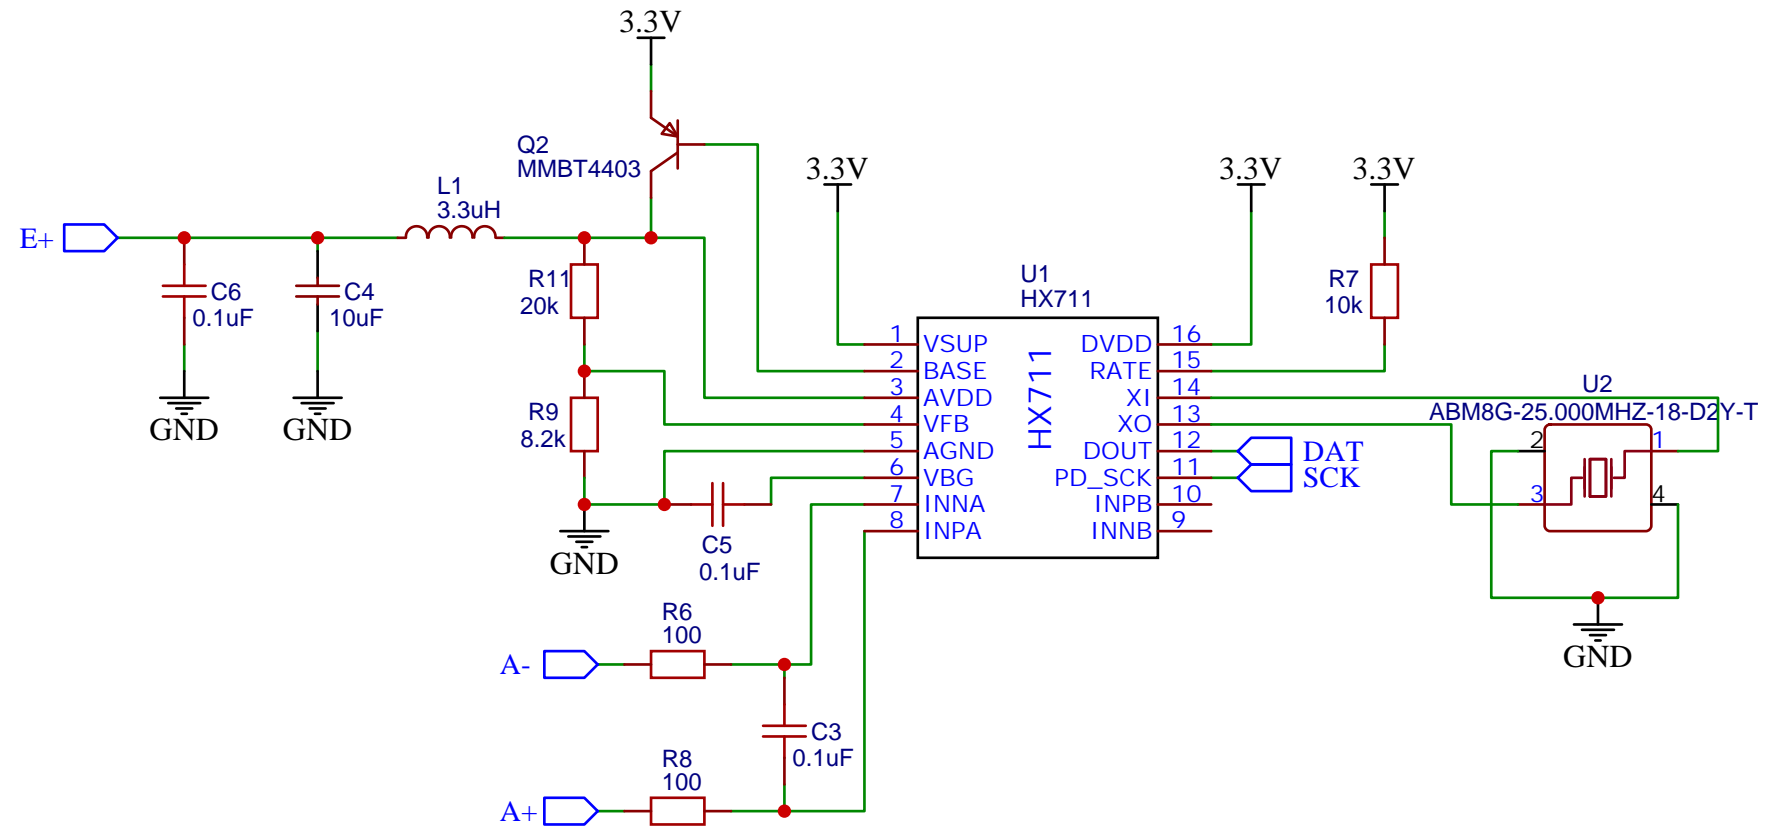 3.3V
Q2
MMBT4403
3.3V
3.3V
3.3V
L1
3.3uH
E+
R11
20k
U1
HX711
R7
10k
C6
0.1uF
C4
10uF
1
VSUP
DVDD
16
2
BASE
RATE
15
3
AVDD
XI
14
4
VFB
XO
13
5
AGND
DOUT
12
6
VBG
PD_SCK
11
7
INNA
INPB
10
8
INPA
INNB
9
HX711
DAT
SCK
U2
ABM8G-25.000MHZ-18-D2Y-T
2
1
3
4
GND
GND
R9
8.2k
GND
C5
0.1uF
GND
R6
100
A-
C3
0.1uF
R8
100
A+